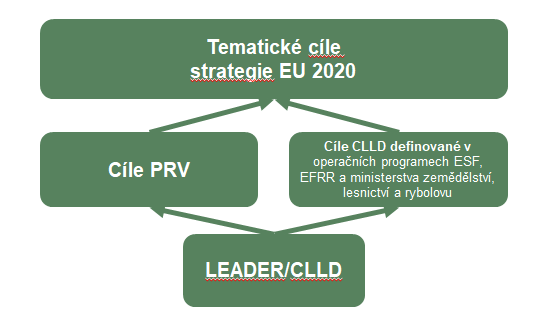 Tematické cíle
strategie EU 2020
Cíle PRV
Cíle CLLD definované v
operačních programech ESF,
EFRR a ministerstva zemědělství,
lesnictví a rybolovu
LEADER/CLLD